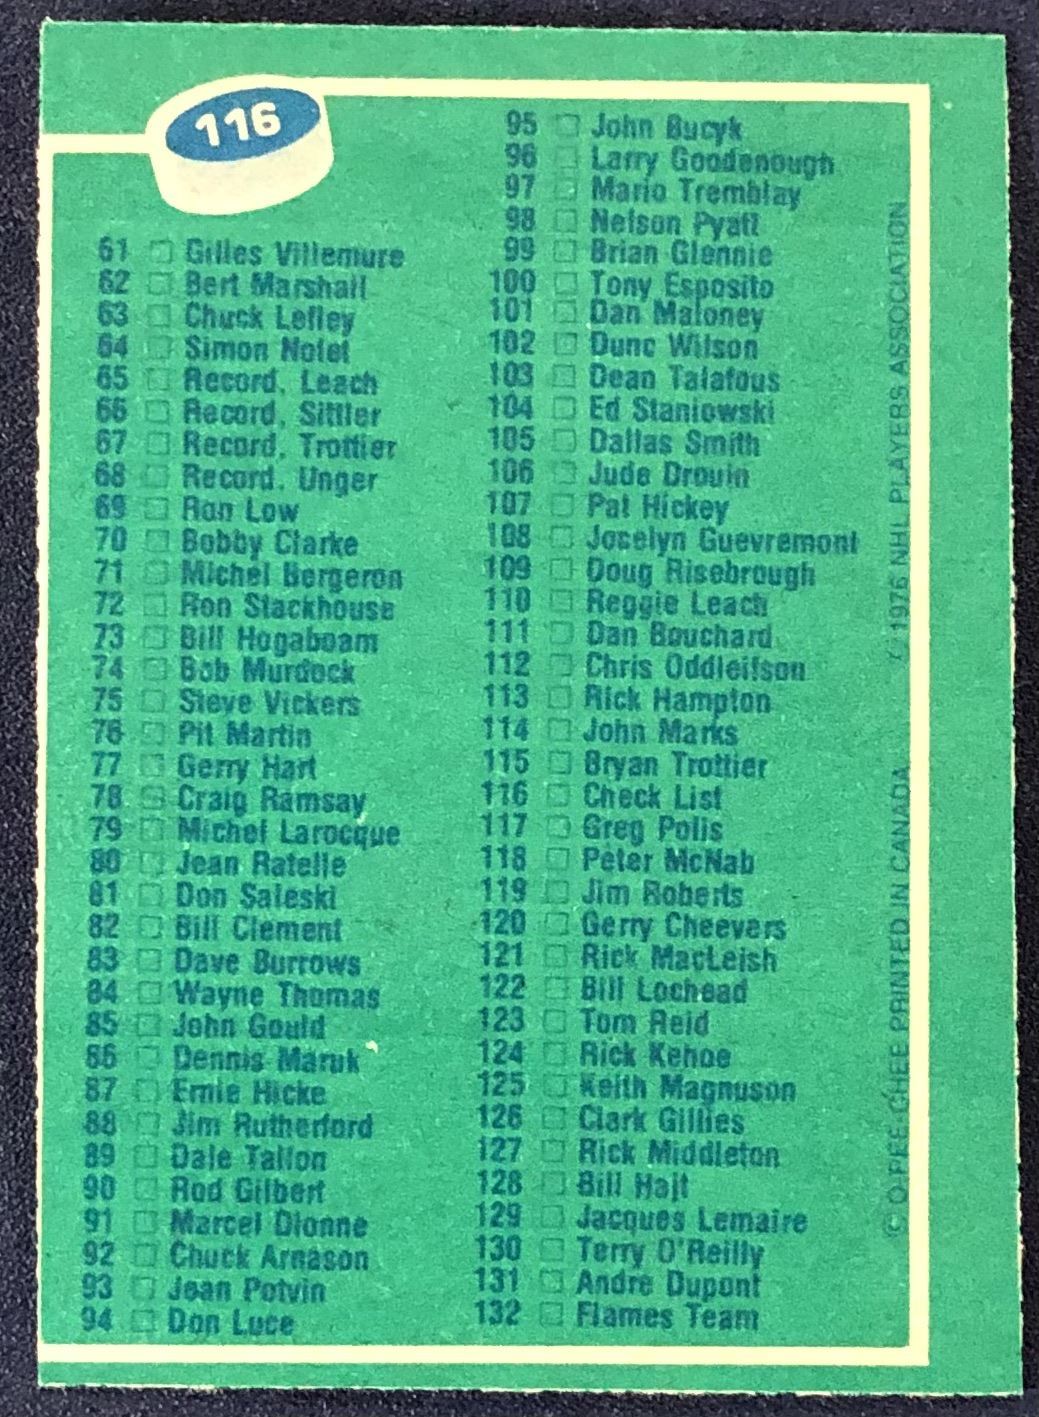 116
61 Gilles Villemure
62 Bert Marshall
63 Chuck Lefley
64 Simon Nolet
65 Record, Leach
66 Record, Sittler
67 Record, Trottier
68 Record, Unger
69 Ron Low
70 Bobby Clarke
71 Michel Bergeron
72 Ron Stackhouse
73 Bill Hogaboam
74 Bob Murdock
75 Steve Vickers
76 Pit Martin
77 Gerry Hart
78 Craig Ramsay
79 Michel Larocque
80 Jean Ratelle
81 Don Saleski
82 Bill Clement
83 Dave Burrows
84 Wayne Thomas
85 John Gould
86 Dennis Maruk
87 Ernie Hicke
88 Jim Rutherford
89 Dale Tallon
90 Rod Gilbert
91 Marcel Dionne
92 Chuck Arnason
93 Jean Potvin
94 Don Luce
95 John Bucyk
96 Larry Goodenough
97 Mario Tremblay
98 Nelson Pyatt
99 Brian Glennie
100 Tony Esposito
101 Dan Maloney
102 Dunc Wilson
103 Dean Talafous
104 Ed Staniowski
105 Dallas Smith
106 Jude Drouin
107 Pat Hickey
108 Jocelyn Guevremont
109 Doug Risebrough
110 Reggie Leach
111 Dan Bouchard
112 Chris Oddleifson
113 Rick Hampton
114 John Marks
115 Bryan Trottier
116 Check List
117 Greg Polis
118 Peter McNab
119 Jim Roberts
120 Gerry Cheevers
121 Rick MacLeish
122 Bill Lochead
123 Tom Reid
124 Rick Kehoe
125 Keith Magnuson
126 Clark Gillies
127 Rick Middleton
128 Bill Hajt
129 Jacques Lemaire
130 Terry O'Reilly
131 Andre Dupont
132 Flames Team
© O-PEE-CHEE PRINTED IN CANADA © 1976 NHL PLAYERS ASSOCIATION